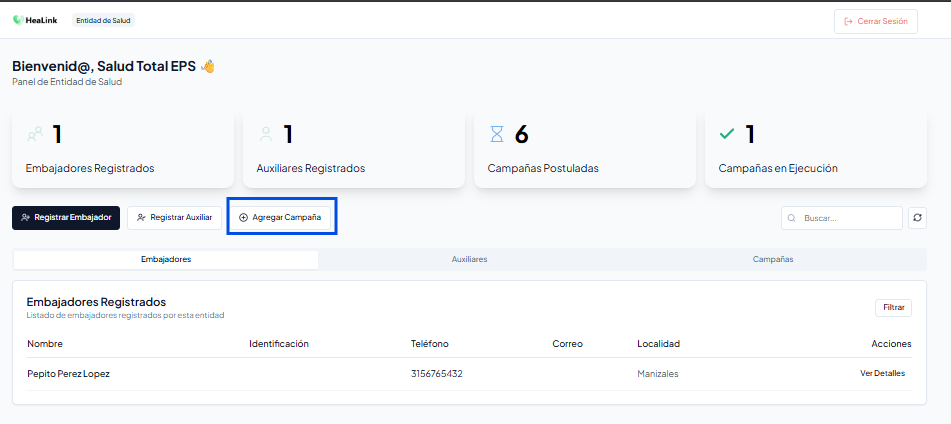 HeaLink Entidad de Salud Cerrar Sesión
Bienvenid@, Salud Total EPS 👋
Panel de Entidad de Salud
1 1 6 1
Embajadores Registrados Auxiliares Registrados Campañas Postuladas Campañas en Ejecución
Registrar Embajador Registrar Auxiliar Agregar Campaña Buscar...
Embajadores Auxiliares Campañas
Embajadores Registrados
Listado de embajadores registrados por esta entidad
Filtrar
Nombre Identificación Teléfono Correo Localidad Acciones
Pepito Perez Lopez 3156765432 Manizales Ver Detalles